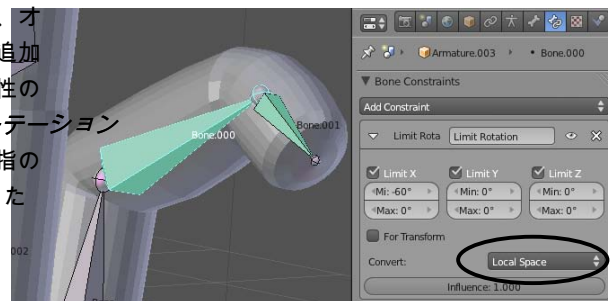 、オ
追加
性の
ーテーション
指の
た
Bone.000
Bone.001
002
Armature.003
Bone.000
Bone Constraints
Add Constraint
Limit Rota
Limit Rotation
Limit X
Limit Y
Limit Z
Mi: -60°
Min: 0°
Min: 0°
Max: 0°
Max: 0°
Max: 0°
For Transform
Convert:
Local Space
Influence: 1.000